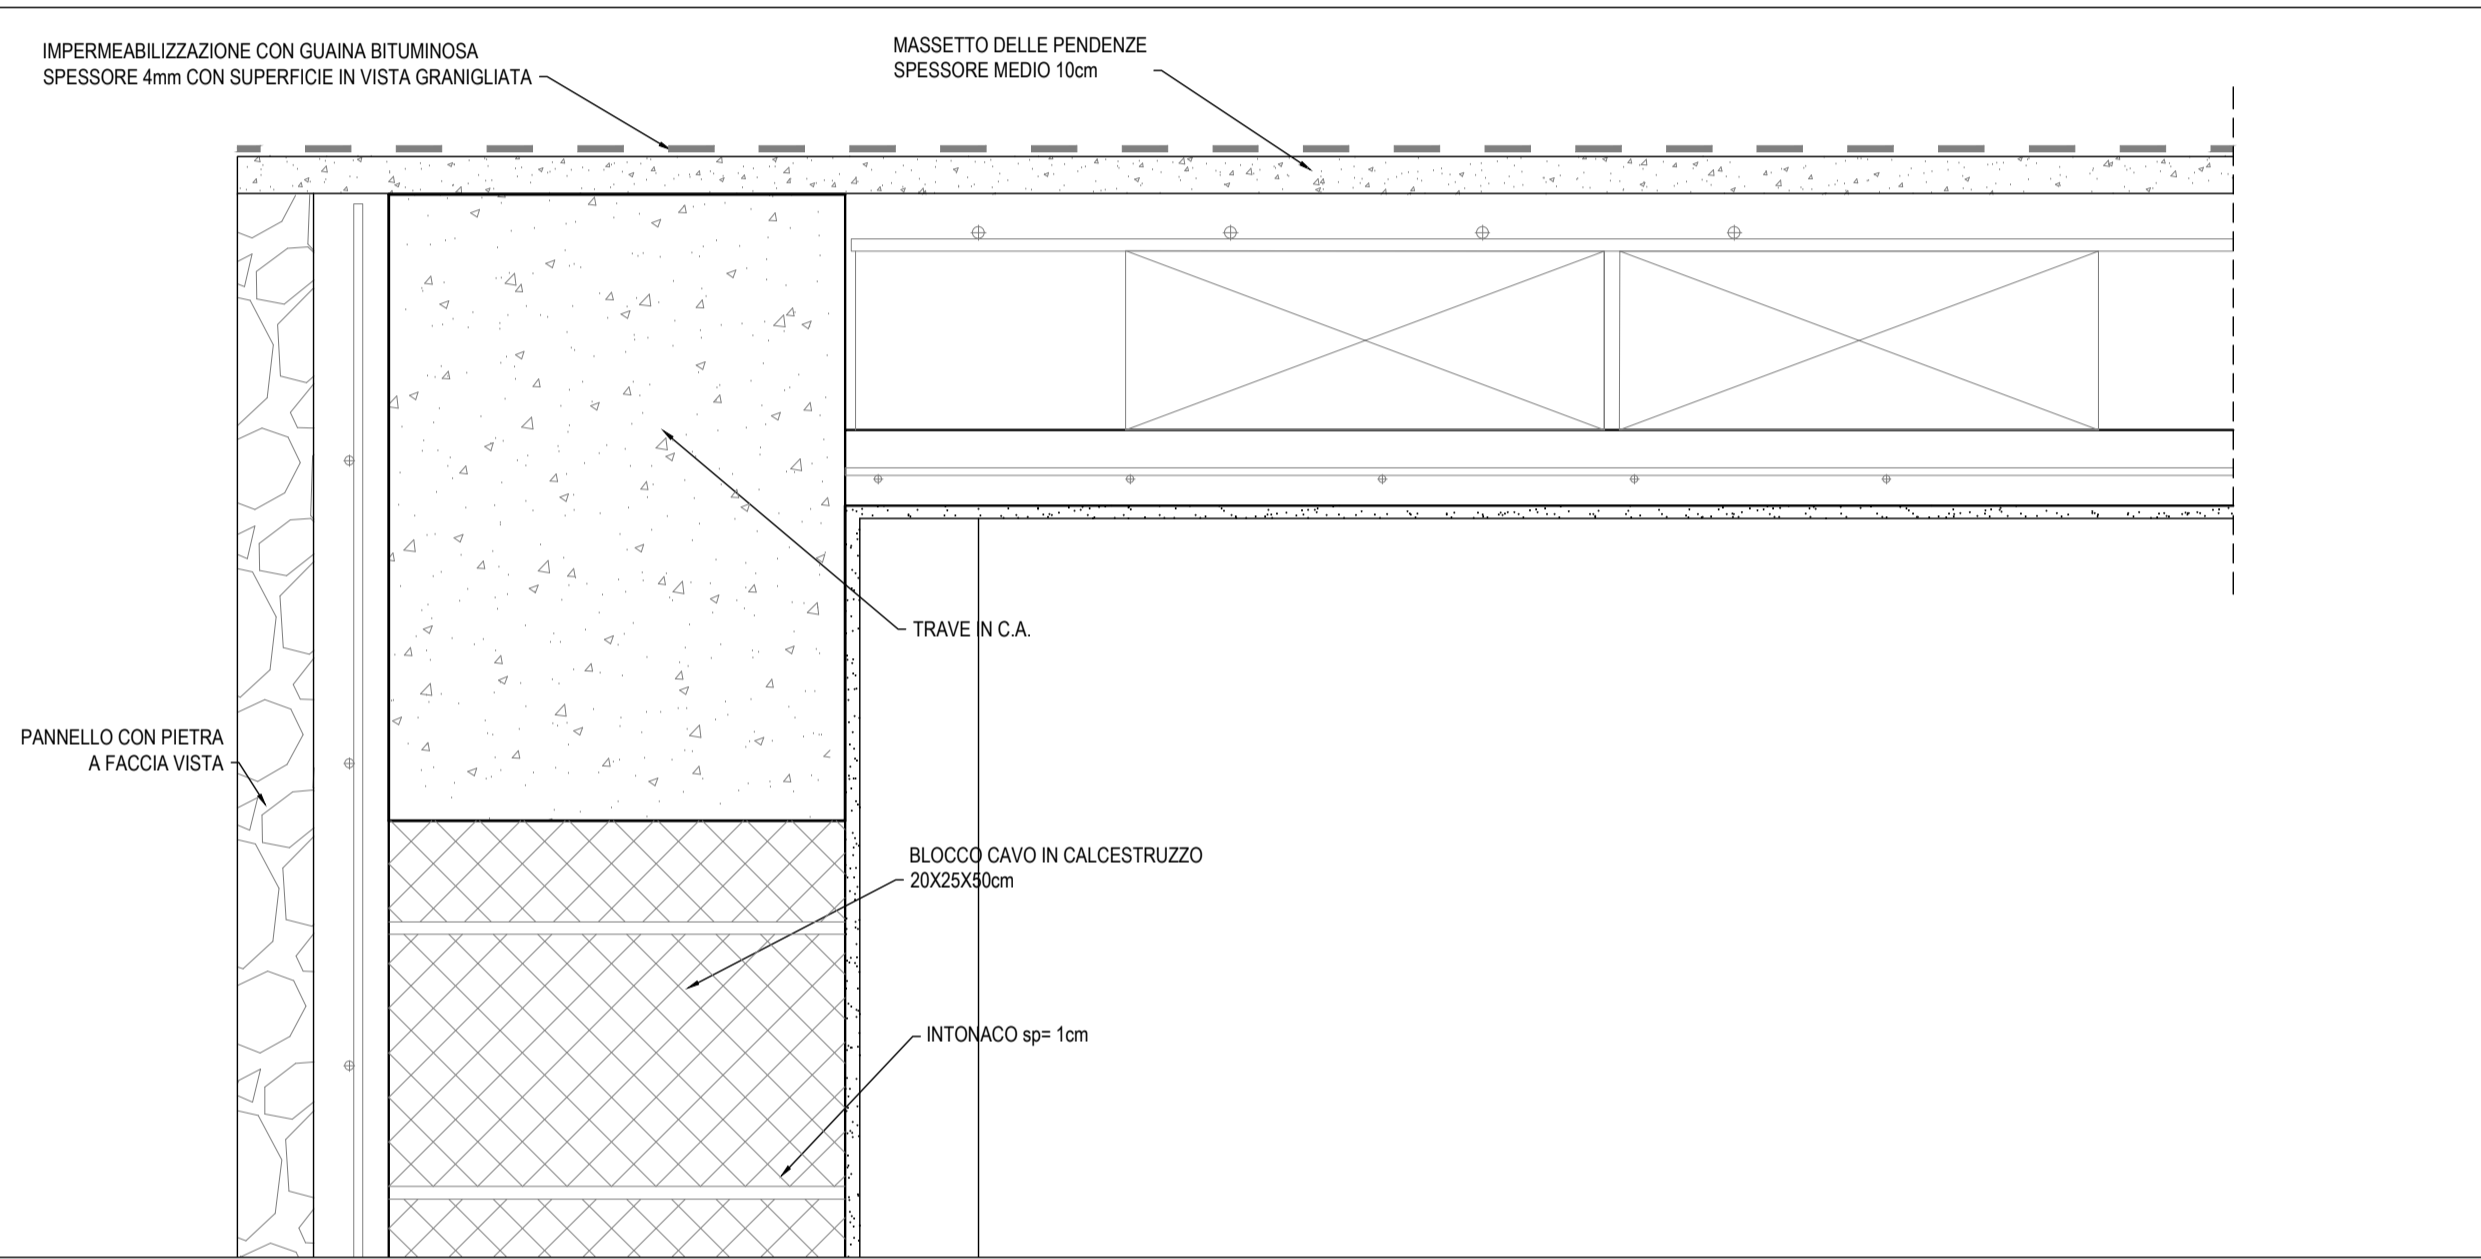 IMPERMEABILIZZAZIONE CON GUAINA BITUMINOSA
SPESSORE 4mm CON SUPERFICIE IN VISTA GRANIGLIATA
MASSETTO DELLE PENDENZE
SPESSORE MEDIO 10cm
TRAVE IN C.A.
PANNELLO CON PIETRA
A FACCIA VISTA
BLOCCO CAVO IN CALCESTRUZZO
20X25X50cm
INTONACO sp= 1cm